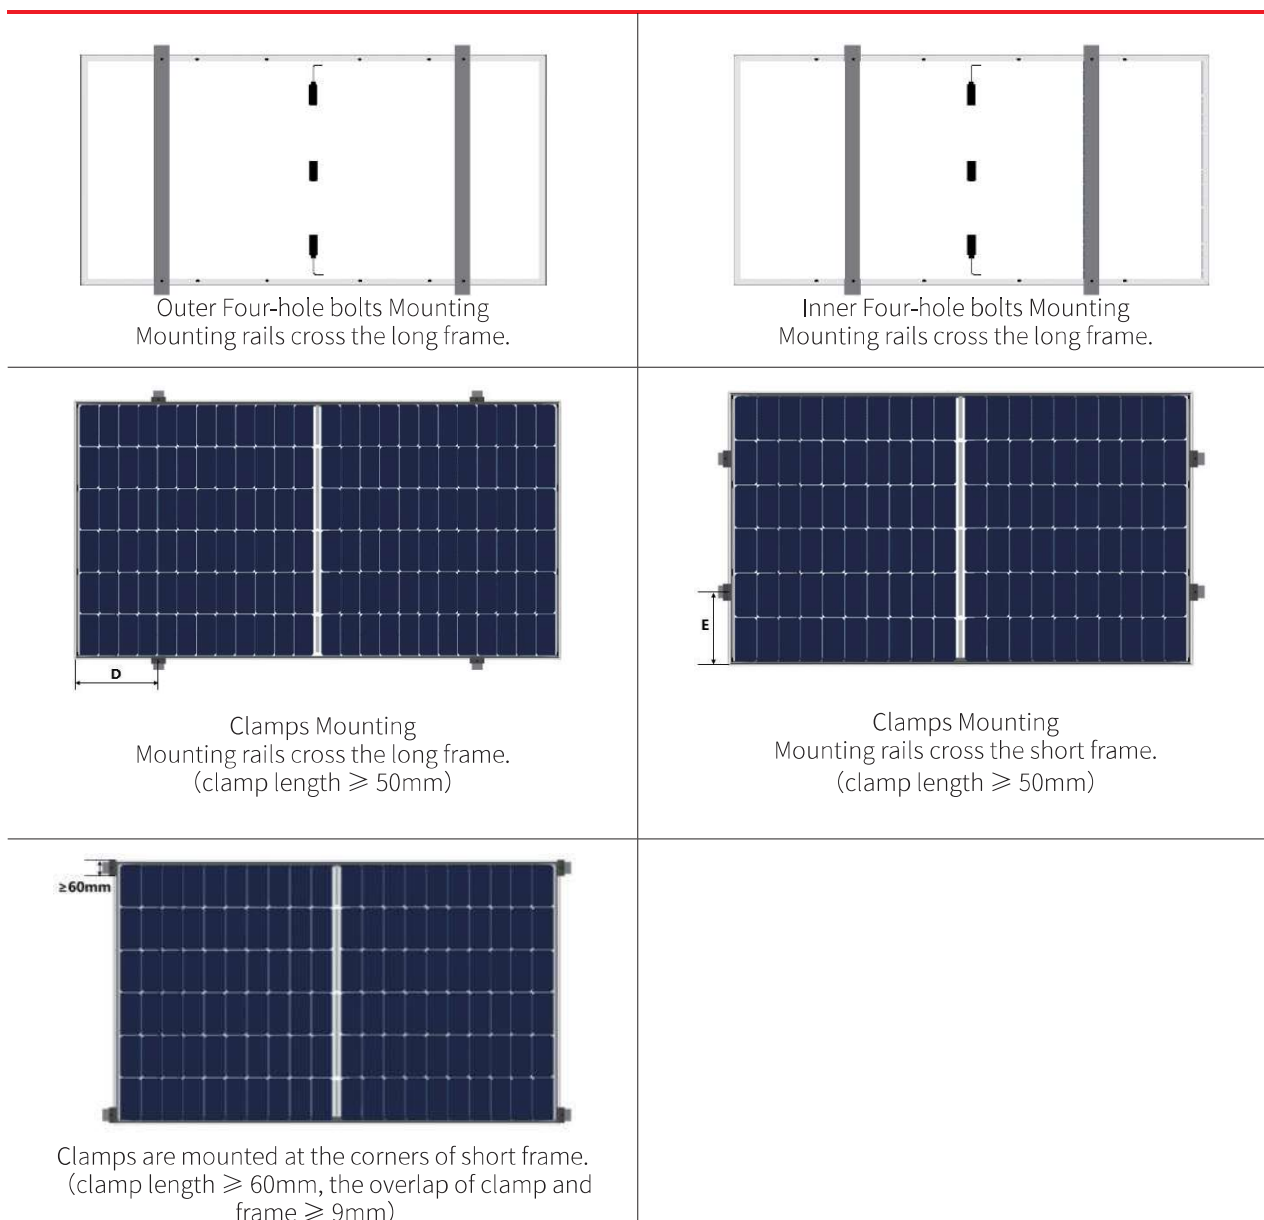 Outer Four-hole bolts Mounting
Mounting rails cross the long frame.
Inner Four-hole bolts Mounting
Mounting rails cross the long frame.
D
Clamps Mounting
Mounting rails cross the long frame.
(clamp length ⩾ 50mm)
E
Clamps Mounting
Mounting rails cross the short frame.
(clamp length ⩾ 50mm)
≥60mm
Clamps are mounted at the corners of short frame.
(clamp length ⩾ 60mm, the overlap of clamp and
frame ⩾ 9mm)